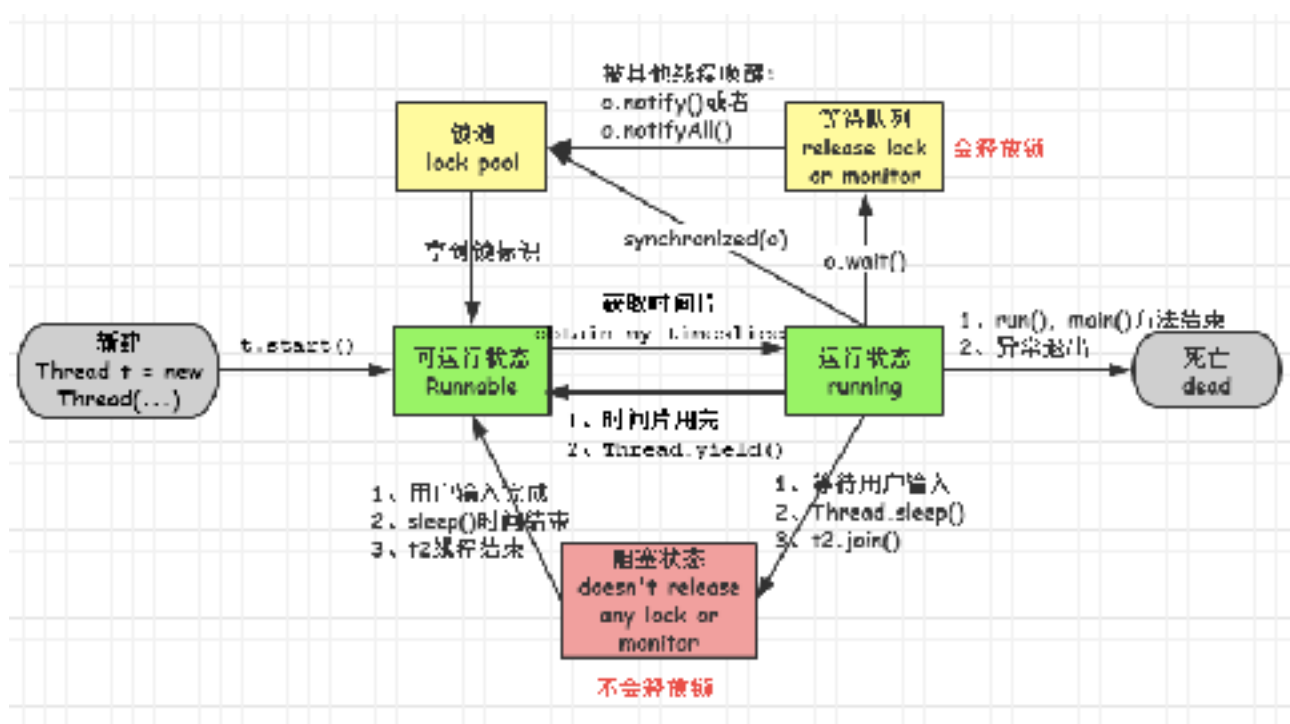 被其他线程唤醒:
o.notify()或者
o.notifyAll()
锁池
lock pool
等待队列
release lock
or monitor
会释放锁
synchronized(o)
o.wait()
拿到锁标识
获取时间片
obtain my timeslice
新建
Thread t = new
Thread(...)
t.start()
可运行状态
Runnable
运行状态
running
1、run(), main()方法结束
2、异常退出
死亡
dead
1、时间片用完
2、Thread.yield()
1、用户输入完成
2、sleep()时间结束
3、t2线程结束
1、等待用户输入
2、Thread.sleep()
3、t2.join()
阻塞状态
doesn't release
any lock or
monitor
不会释放锁